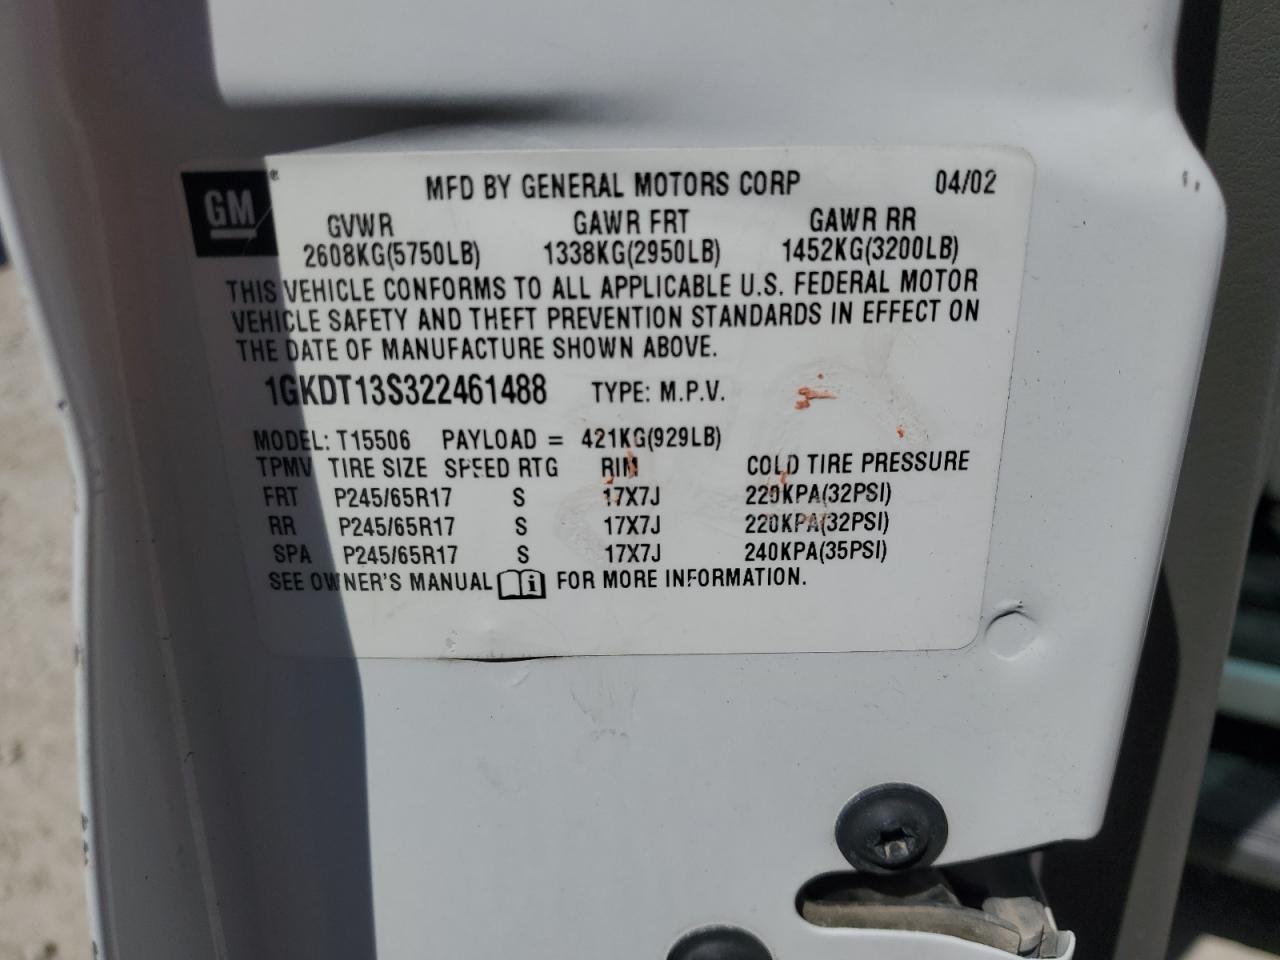 GM® MFD BY GENERAL MOTORS CORP 04/02
GVWR GAWR FRT GAWR RR
2608KG(5750LB) 1338KG(2950LB) 1452KG(3200LB)
THIS VEHICLE CONFORMS TO ALL APPLICABLE U.S. FEDERAL MOTOR
VEHICLE SAFETY AND THEFT PREVENTION STANDARDS IN EFFECT ON
THE DATE OF MANUFACTURE SHOWN ABOVE.
1GKDT13S322461488 TYPE: M.P.V.
MODEL: T15506 PAYLOAD = 421KG(929LB)
TPMV TIRE SIZE SPEED RTG RIM COLD TIRE PRESSURE
FRT P245/65R17 S 17X7J 220KPA(32PSI)
RR P245/65R17 S 17X7J 220KPA(32PSI)
SPA P245/65R17 S 17X7J 240KPA(35PSI)
SEE OWNER'S MANUAL i FOR MORE INFORMATION.